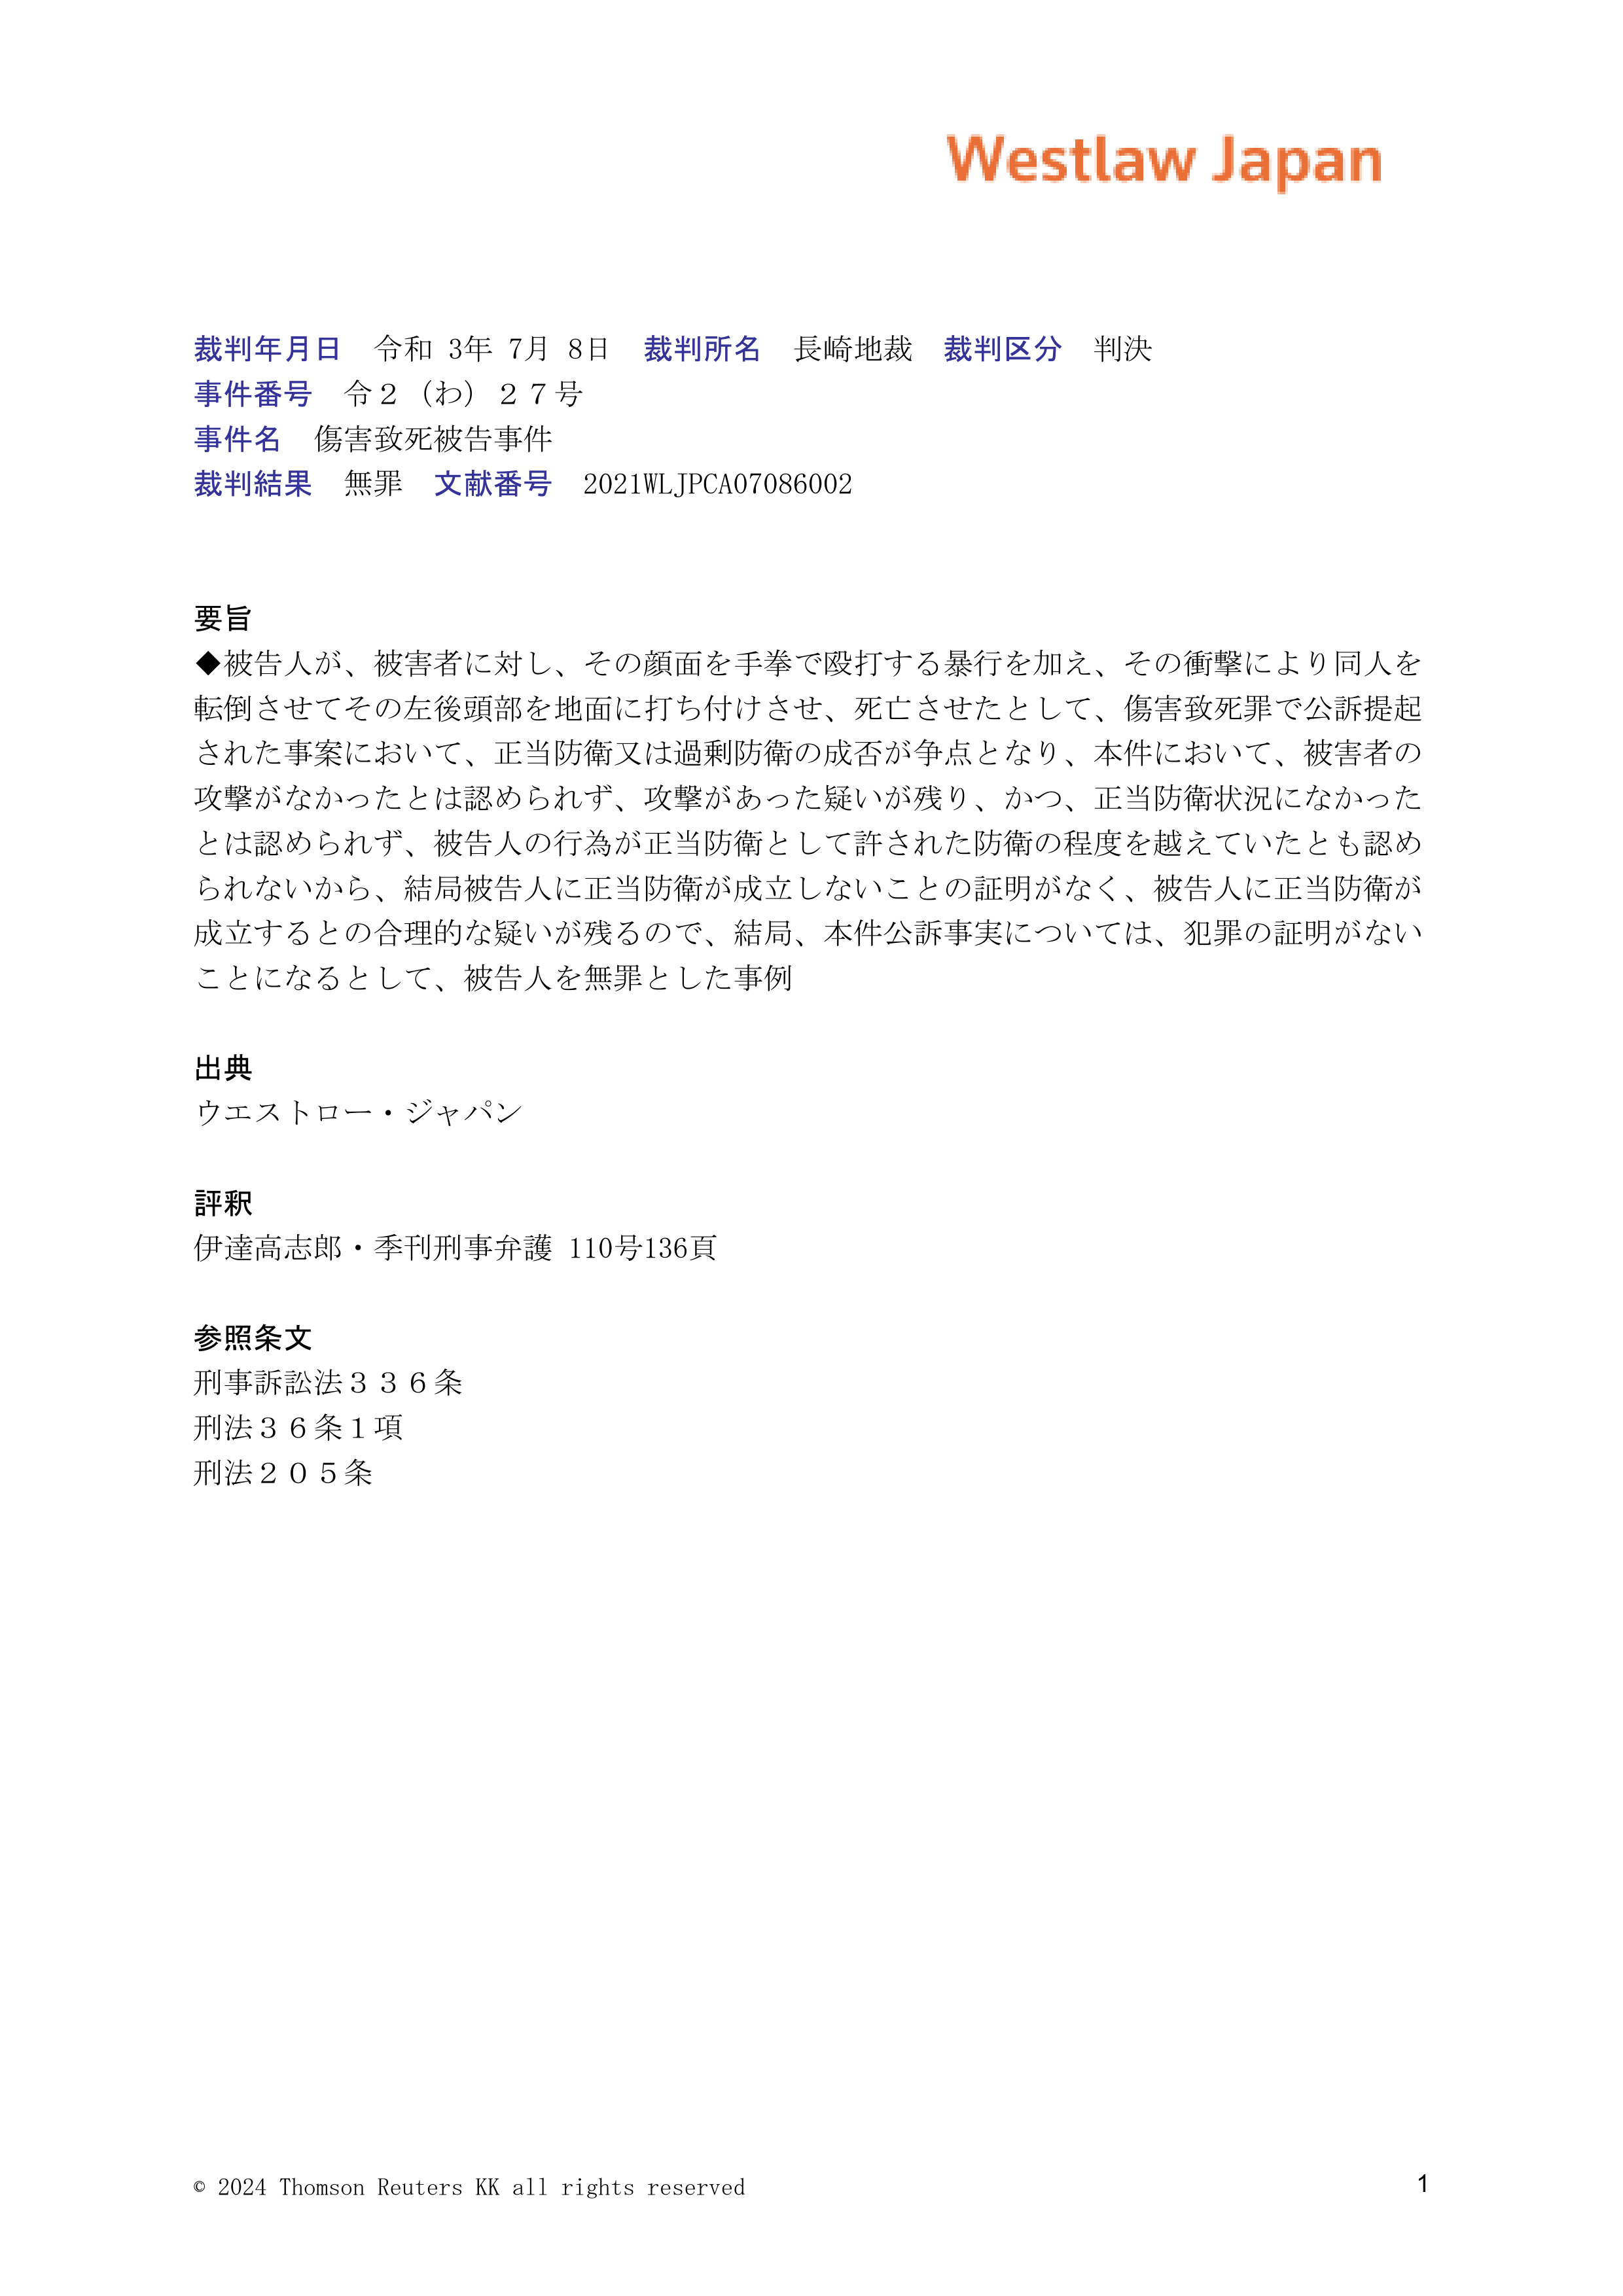 Westlaw Japan
裁判年月日　令和 3年 7月 8日　裁判所名　長崎地裁　裁判区分　判決
事件番号　令２（わ）２７号
事件名　傷害致死被告事件
裁判結果　無罪　文献番号　2021WLJPCA07086002
要旨
◆被告人が、被害者に対し、その顔面を手拳で殴打する暴行を加え、その衝撃により同人を
転倒させてその左後頭部を地面に打ち付けさせ、死亡させたとして、傷害致死罪で公訴提起
された事案において、正当防衛又は過剰防衛の成否が争点となり、本件において、被害者の
攻撃がなかったとは認められず、攻撃があった疑いが残り、かつ、正当防衛状況になかった
とは認められず、被告人の行為が正当防衛として許された防衛の程度を越えていたとも認め
られないから、結局被告人に正当防衛が成立しないことの証明がなく、被告人に正当防衛が
成立するとの合理的な疑いが残るので、結局、本件公訴事実については、犯罪の証明がない
ことになるとして、被告人を無罪とした事例
出典
ウエストロー・ジャパン
評釈
伊達高志郎・季刊刑事弁護 110号136頁
参照条文
刑事訴訟法３３６条
刑法３６条１項
刑法２０５条
© 2024 Thomson Reuters KK all rights reserved
1